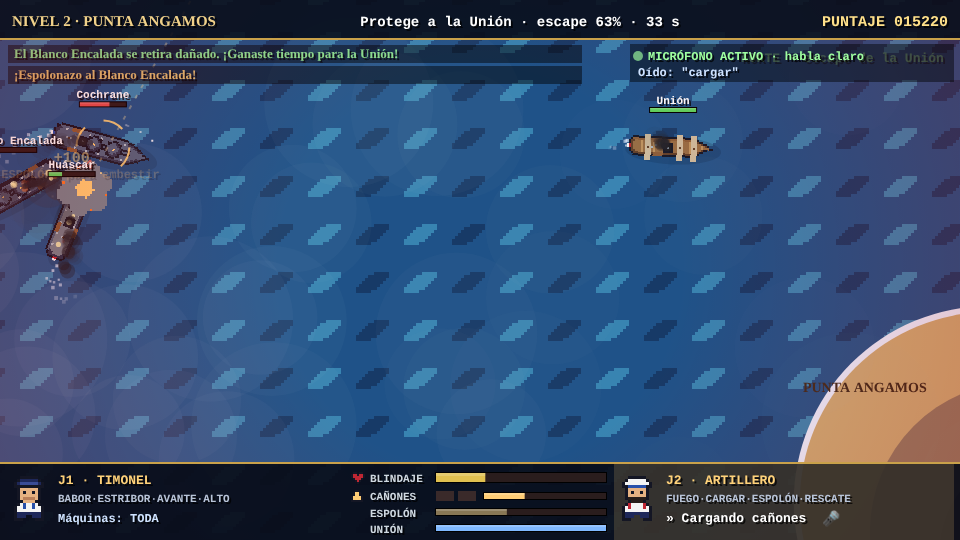 NIVEL 2 · PUNTA ANGAMOS
Protege a la Unión · escape 63% · 33 s
PUNTAJE 015220
El Blanco Encalada se retira dañado. ¡Ganaste tiempo para la Unión!
¡Espolonazo al Blanco Encalada!
MICRÓFONO ACTIVO · habla claro
Oído: "cargar"
Cochrane
Unión
o Encalada
+100
Huáscar
PUNTA ANGAMOS
J1 · TIMONEL
BABOR·ESTRIBOR·AVANTE·ALTO
Máquinas: TODA
BLINDAJE
CAÑONES
ESPOLÓN
UNIÓN
J2 · ARTILLERO
FUEGO·CARGAR·ESPOLÓN·RESCATE
» Cargando cañones